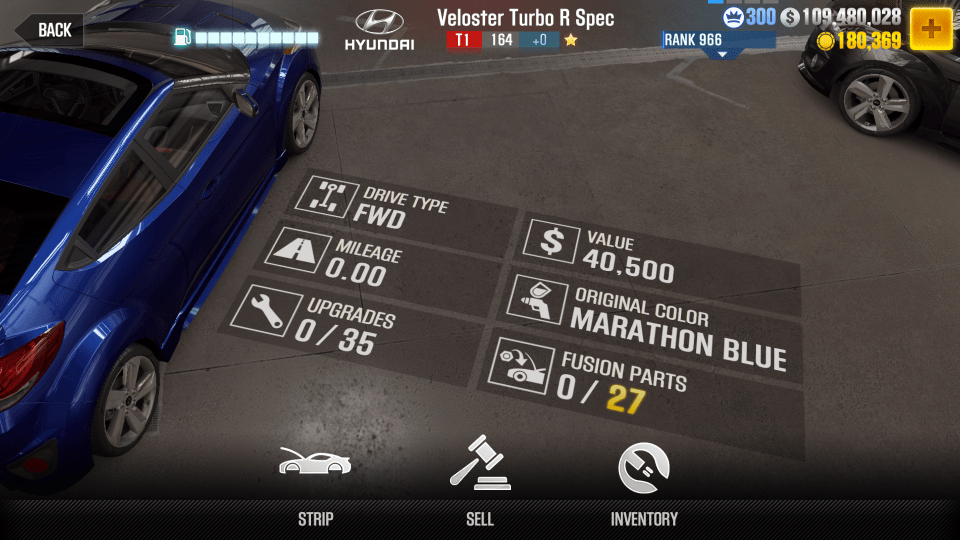 BACK
HYUNDAI
Veloster Turbo R Spec
T1 164 +0
300
109,480,028
RANK 966
180,369
DRIVE TYPE
FWD
MILEAGE
0.00
UPGRADES
0 / 35
$ VALUE
40,500
ORIGINAL COLOR
MARATHON BLUE
FUSION PARTS
0 / 27
STRIP
SELL
INVENTORY